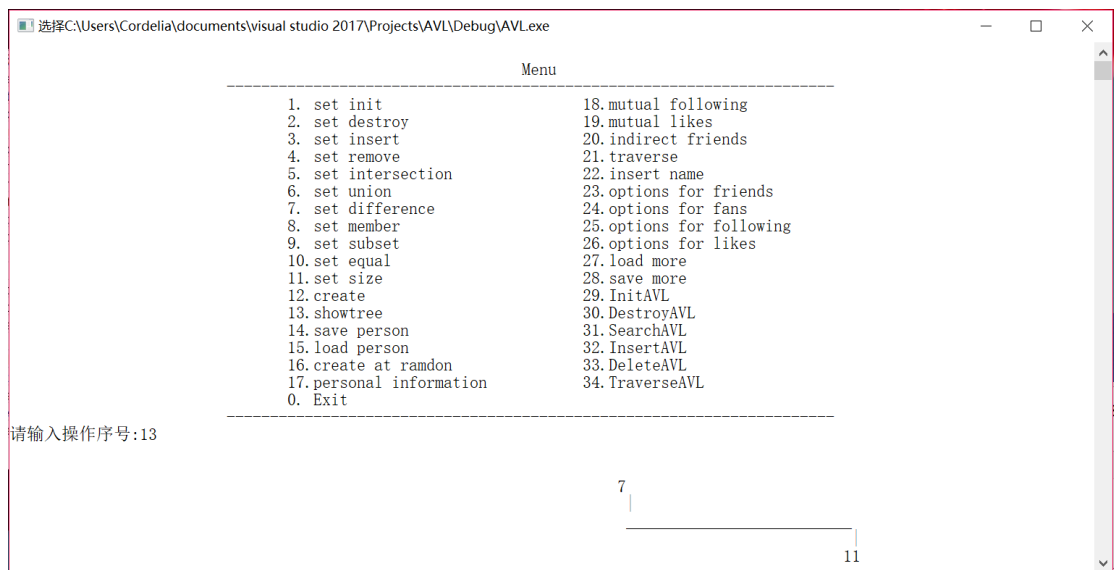 选择C:\Users\Cordelia\documents\visual studio 2017\Projects\AVL\Debug\AVL.exe
Menu
1. set init 18.mutual following
2. set destroy 19.mutual likes
3. set insert 20.indirect friends
4. set remove 21.traverse
5. set intersection 22.insert name
6. set union 23.options for friends
7. set difference 24.options for fans
8. set member 25.options for following
9. set subset 26.options for likes
10.set equal 27.load more
11.set size 28.save more
12.create 29.InitAVL
13.showtree 30.DestroyAVL
14.save person 31.SearchAVL
15.load person 32.InsertAVL
16.create at ramdon 33.DeleteAVL
17.personal information 34.TraverseAVL
0. Exit
请输入操作序号:13
7
11